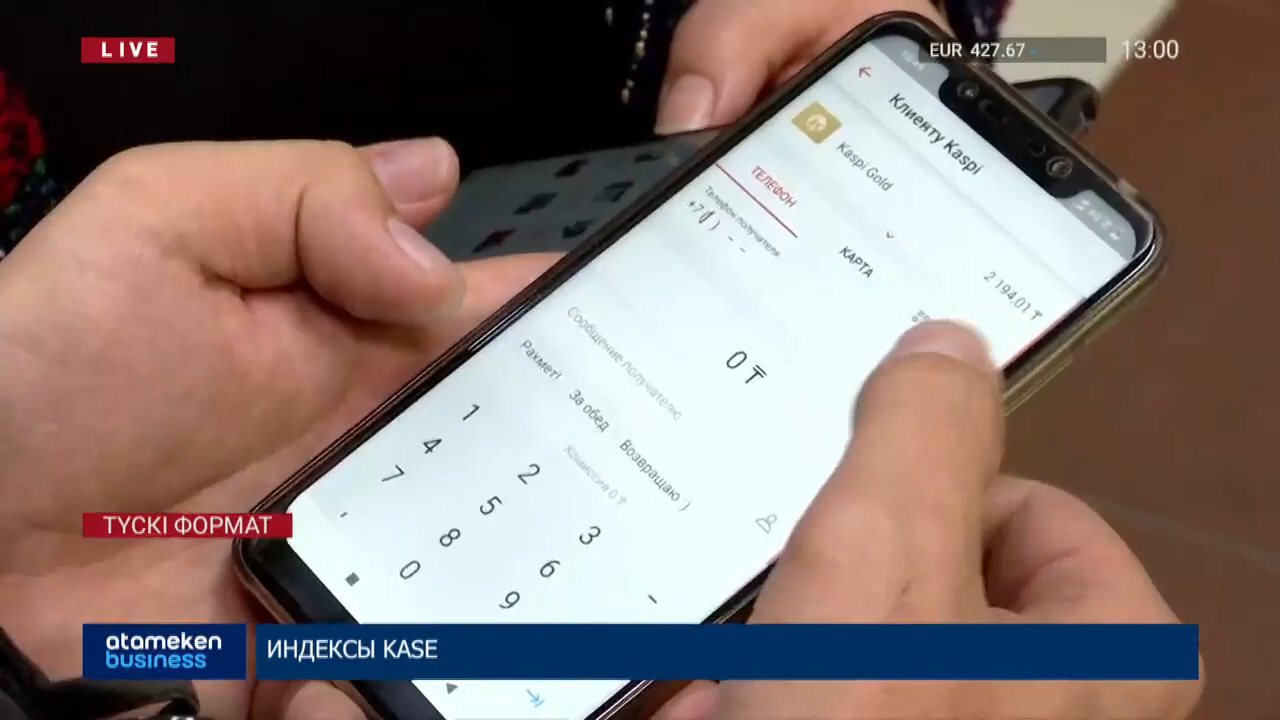 LIVE
EUR 427.67
13:00
Клиенту Kaspi
Kaspi Gold
2 194,01 ₸
ТЕЛЕФОН
КАРТА
Телефон получателя
+7 ( ) - -
0 ₸
Сообщение получателю
Рахмет!
За обед
Возвращаю :)
Комиссия 0 ₸
1
2
3
4
5
6
7
8
9
,
0
-
ТҮСКІ ФОРМАТ
atameken
business
ИНДЕКСЫ KASE